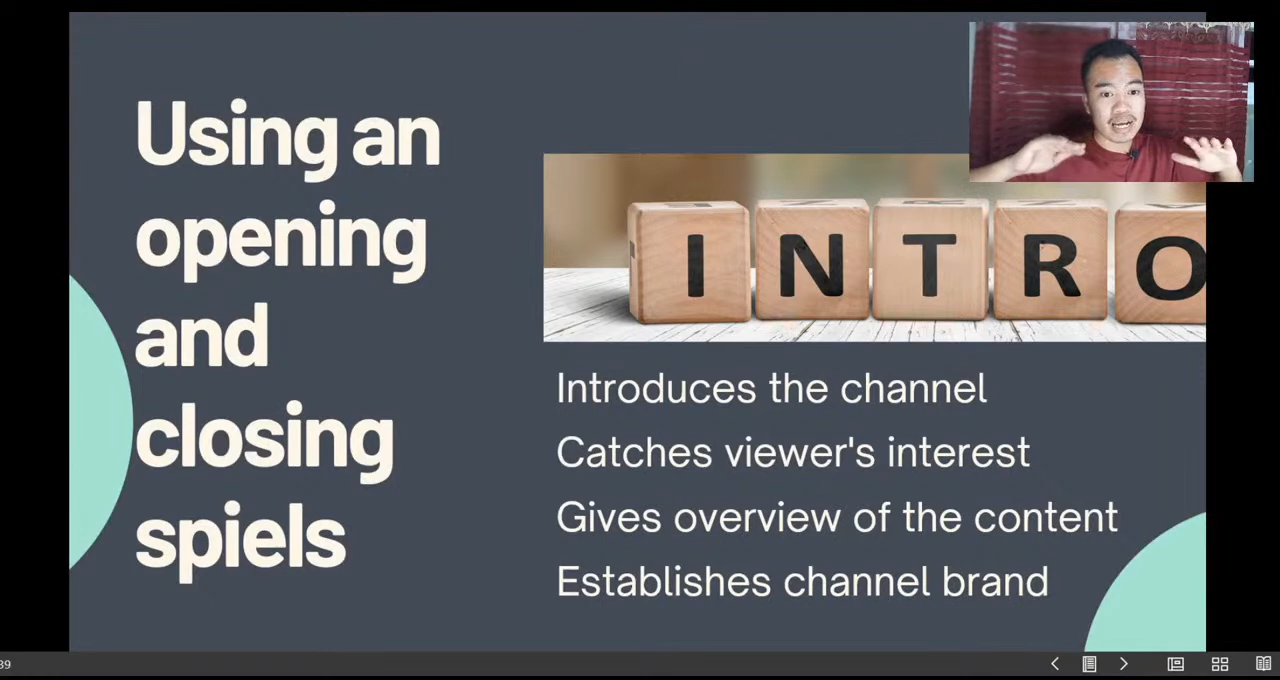 Using an
opening
and
closing
spiels
INTRO
Introduces the channel
Catches viewer's interest
Gives overview of the content
Establishes channel brand
39